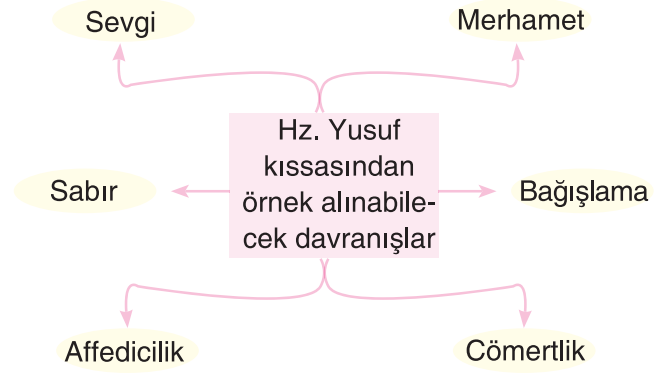 Sevgi
Merhamet
Hz. Yusuf
kıssasından
örnek alınabile-
cek davranışlar
Sabır
Bağışlama
Affedicilik
Cömertlik